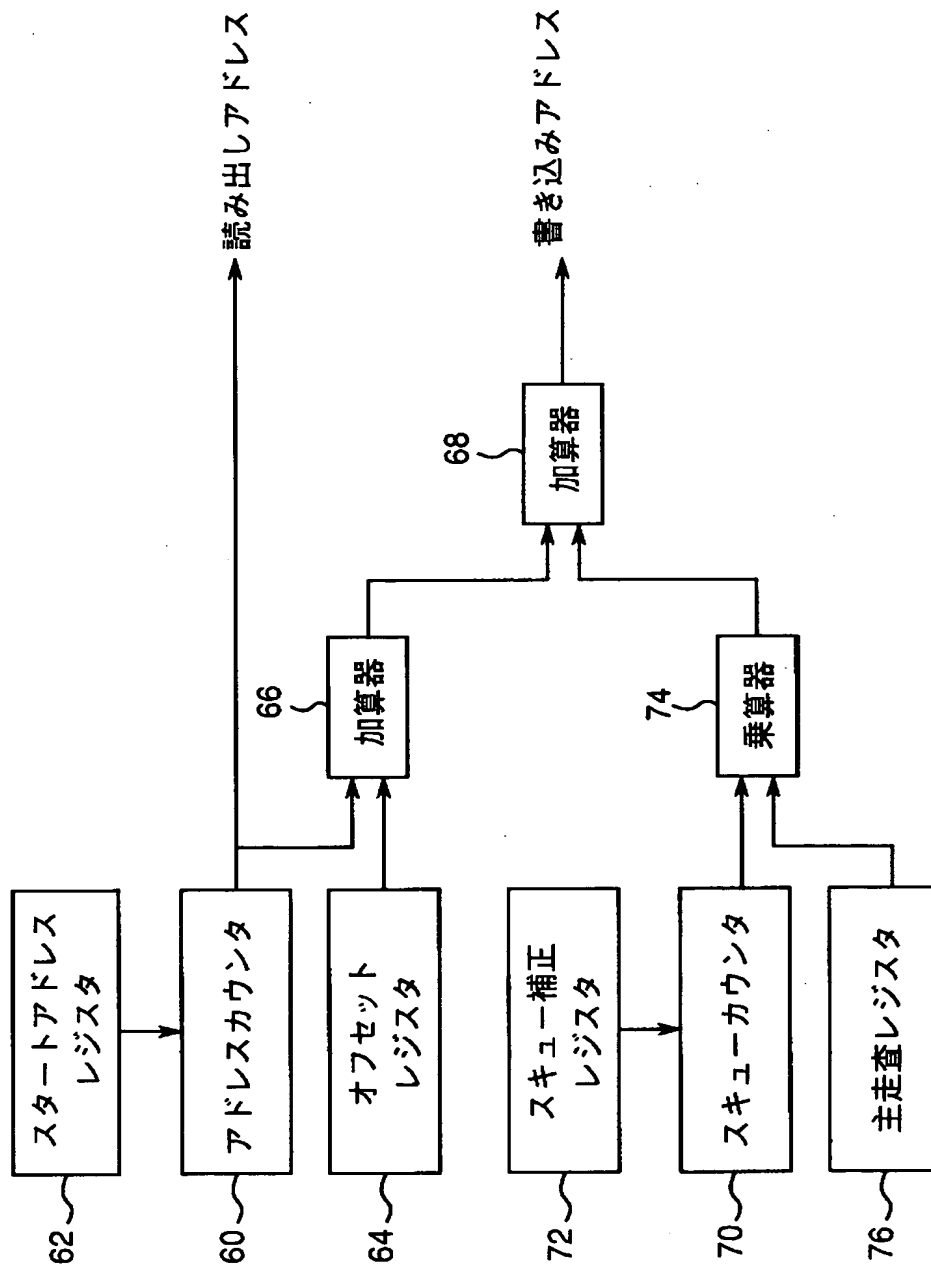 62
スタートアドレス
レジスタ
60
アドレスカウンタ
読み出しアドレス
64
オフセット
レジスタ
66
加算器
68
加算器
書き込みアドレス
72
スキュー補正
レジスタ
70
スキューカウンタ
74
乗算器
76
主走査レジスタ